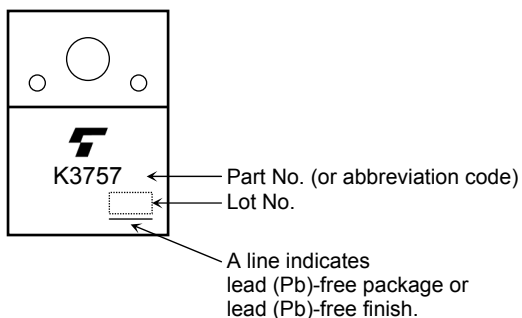 K3757
Part No. (or abbreviation code)
Lot No.
A line indicates
lead (Pb)-free package or
lead (Pb)-free finish.